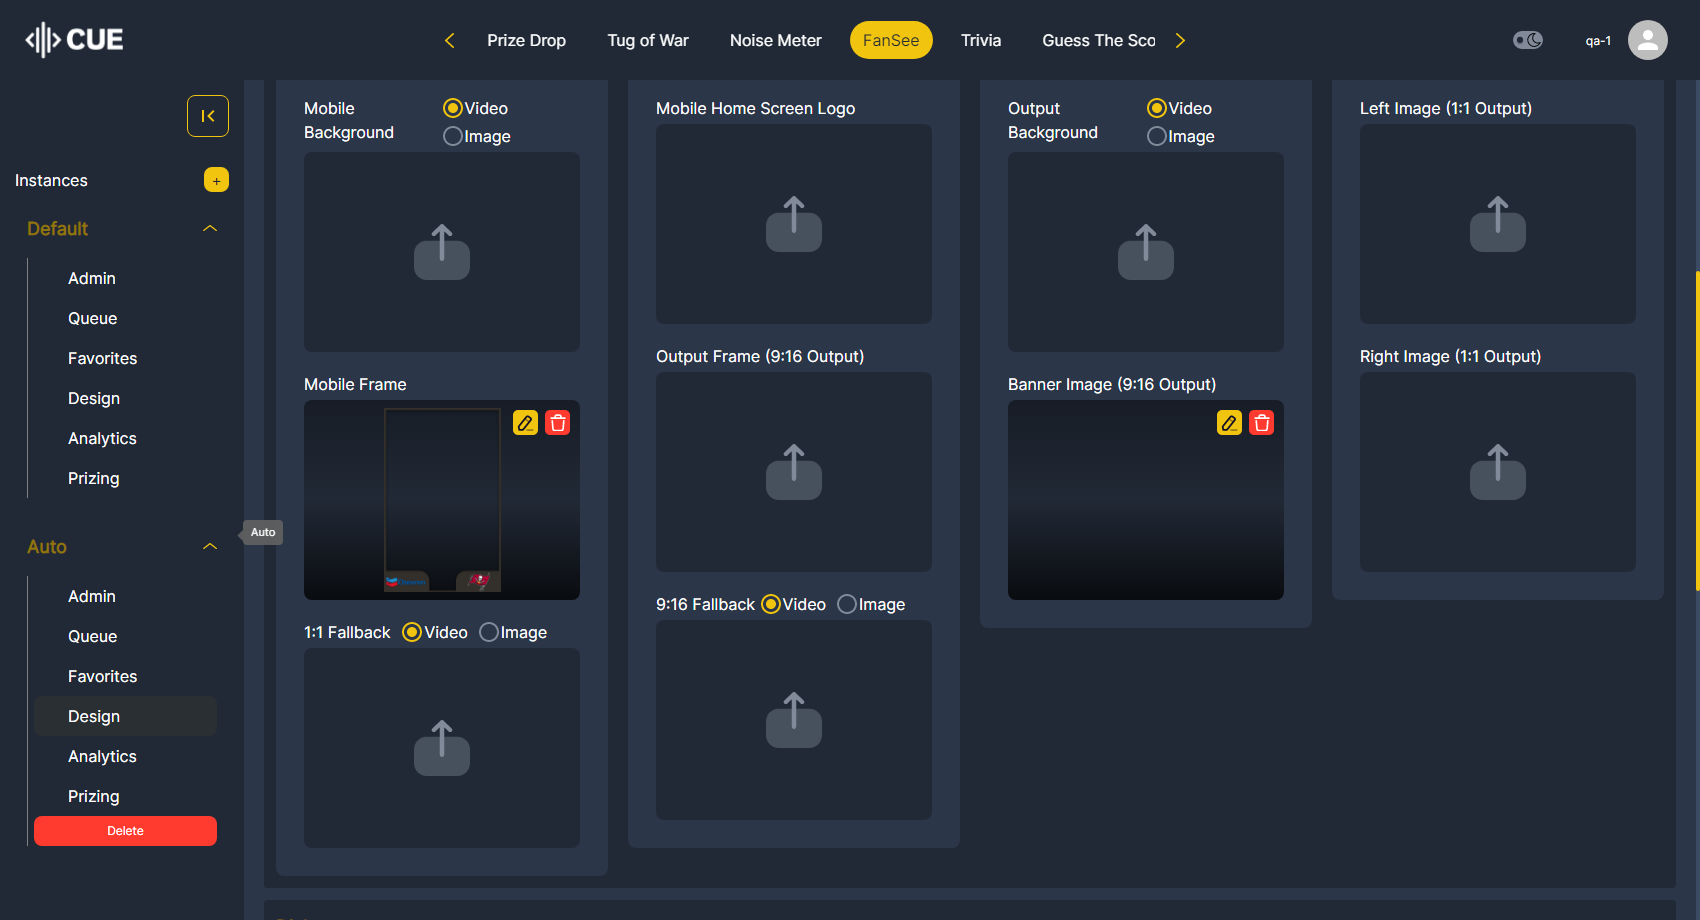 CUE
Prize Drop
Tug of War
Noise Meter
FanSee
Trivia
Guess The Sco
qa-1
Instances
+
Default
Admin
Queue
Favorites
Design
Analytics
Prizing
Auto
Auto
Admin
Queue
Favorites
Design
Analytics
Prizing
Delete
Mobile
Background
Video
Image
Mobile Frame
1:1 Fallback
Video
Image
Mobile Home Screen Logo
Output Frame (9:16 Output)
9:16 Fallback
Video
Image
Output
Background
Video
Image
Banner Image (9:16 Output)
Left Image (1:1 Output)
Right Image (1:1 Output)